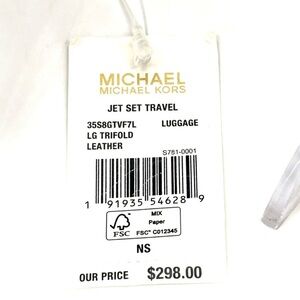 MICHAEL
MICHAEL KORS
JET SET TRAVEL
35S8GTVF7L LUGGAGE
LG TRIFOLD
LEATHER
S781-0001
1 91935 54628 9
FSC
MIX
Paper
FSC® C012345
NS
OUR PRICE $298.00